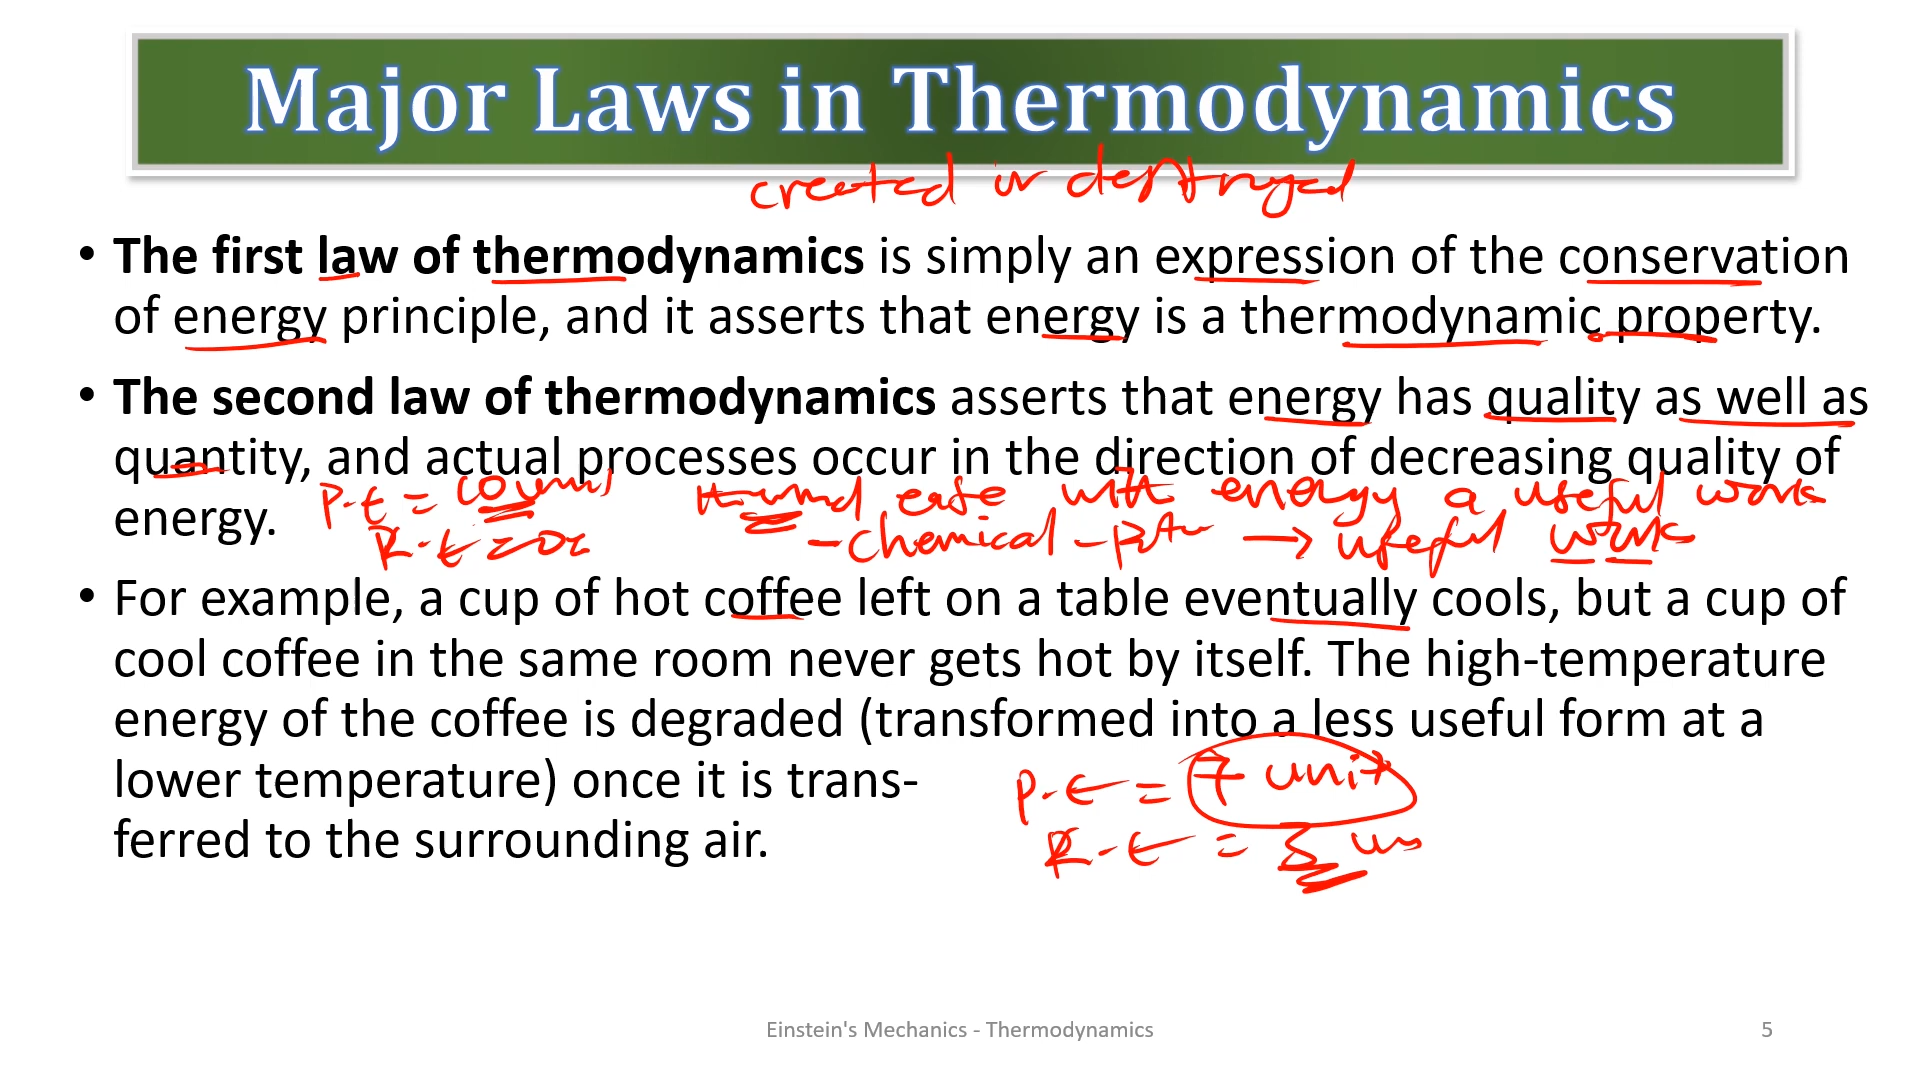 Major Laws in Thermodynamics
created or destroyed
• The first law of thermodynamics is simply an expression of the conservation
of energy principle, and it asserts that energy is a thermodynamic property.
• The second law of thermodynamics asserts that energy has quality as well as
quantity, and actual processes occur in the direction of decreasing quality of
P.E = ease with energy a useful work
energy.
K.E = - chemical - → useful work
• For example, a cup of hot coffee left on a table eventually cools, but a cup of
cool coffee in the same room never gets hot by itself. The high-temperature
energy of the coffee is degraded (transformed into a less useful form at a
lower temperature) once it is trans-
P.E = 7 unit
ferred to the surrounding air.
K.E =
Einstein's Mechanics - Thermodynamics
5